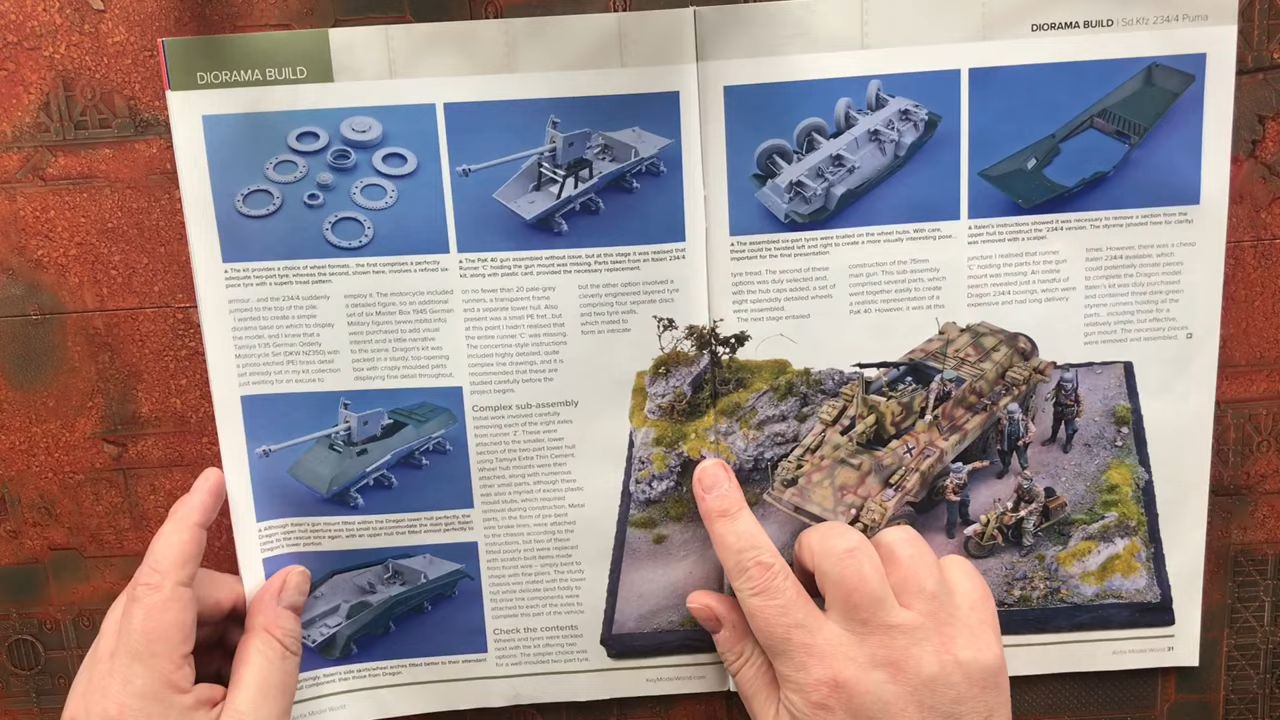 DIORAMA BUILD
DIORAMA BUILD | Sd.Kfz 234/4 Puma
The kit provides a choice of wheel formats... the first comprises a perfectly
adequate two-part tyre, whereas the second, shown here, involves a refined six-
piece tyre with a superb tread pattern.
The PaK 40 gun assembled without issue, but at this stage it was realised that
Runner 'C' holding the gun mount was missing. Parts taken from an Italeri 234/4
kit, along with plastic card, provided the necessary replacement.
armour... and the 234/4 suddenly
jumped to the top of the pile.
I wanted to create a simple
diorama base on which to display
the model, and I knew that a
Tamiya 1/35 German Orderly
Motorcycle Set (DKW NZ350) with
a photo-etched (PE) brass detail
set already sat in my kit collection
just waiting for an excuse to
employ it. The motorcycle included
a detailed figure, so an additional
set of six Master Box 1945 German
Military figures (www.mbltd.info)
were purchased to add visual
interest and a little narrative
to the scene. Dragon's kit was
packed in a sturdy, top-opening
box with crisply moulded parts
displaying fine detail throughout,
Although Italeri's gun mount fitted within the Dragon lower hull perfectly, the
Dragon upper hull aperture was too small to accommodate the main gun. Italeri
came to the rescue once again, with an upper hull that fitted almost perfectly to
Dragon's lower portion.
Italeri's side skirts/wheel arches fitted better to their attendant
component, than those from Dragon.
on no fewer than 20 pale-grey
runners, a transparent frame
and a separate lower hull. Also
present was a small PE fret...but
at this point I hadn't realised that
the entire runner 'C' was missing.
The concertina-style instructions
included highly detailed, quite
complex line drawings, and it is
recommended that these are
studied carefully before the
project begins.
Complex sub-assembly
Initial work involved carefully
removing each of the eight axles
from runner 'Z'. These were
attached to the smaller, lower
section of the two-part lower hull
using Tamiya Extra Thin Cement.
Wheel hub mounts were then
attached, along with numerous
other small parts, although there
was also a myriad of excess plastic
mould stubs, which required
removal during construction. Metal
parts, in the form of pre-bent
wire brake lines, were attached
to the chassis according to the
instructions, but two of these
fitted poorly and were replaced
with scratch-built items made
from florist wire – simply bent to
shape with fine pliers. The sturdy
chassis was mated with the lower
hull while delicate (and fiddly to
fit) drive link components were
attached to each of the axles to
complete this part of the vehicle.
Check the contents
Wheels and tyres were tackled
next with the kit offering two
options. The simpler choice was
for a well-moulded two-part tyre,
but the other option involved a
cleverly engineered layered tyre
comprising four separate discs
and two tyre walls,
which mated to
form an intricate
The assembled six-part tyres were trialled on the wheel hubs. With care,
these could be twisted left and right to create a more visually interesting pose...
important for the final presentation
Italeri's instructions showed it was necessary to remove a section from the
upper hull to construct the '234/4 version. The styrene (shaded here for clarity)
was removed with a scalpel.
tyre tread. The second of these
options was duly selected and,
with the hub caps added, a set of
eight splendidly detailed wheels
were assembled.
The next stage entailed
construction of the 75mm
main gun. This sub-assembly
comprised several parts, which
went together easily to create
a realistic representation of a
PaK 40. However, it was at this
juncture I realised that runner
'C' holding the parts for the gun
mount was missing. An online
search revealed just a handful of
Dragon 234/4 boxings, which were
expensive and had long delivery
times. However, there was a cheap
Italeri 234/4 available, which
could potentially donate pieces
to complete the Dragon model.
Italeri's kit was duly purchased
and contained three dark-green
styrene runners holding all the
parts... including those for a
relatively simple, but effective,
gun mount. The necessary pieces
were removed and assembled.
Airfix Model World
KeyModelWorld.com
Airfix Model World 31